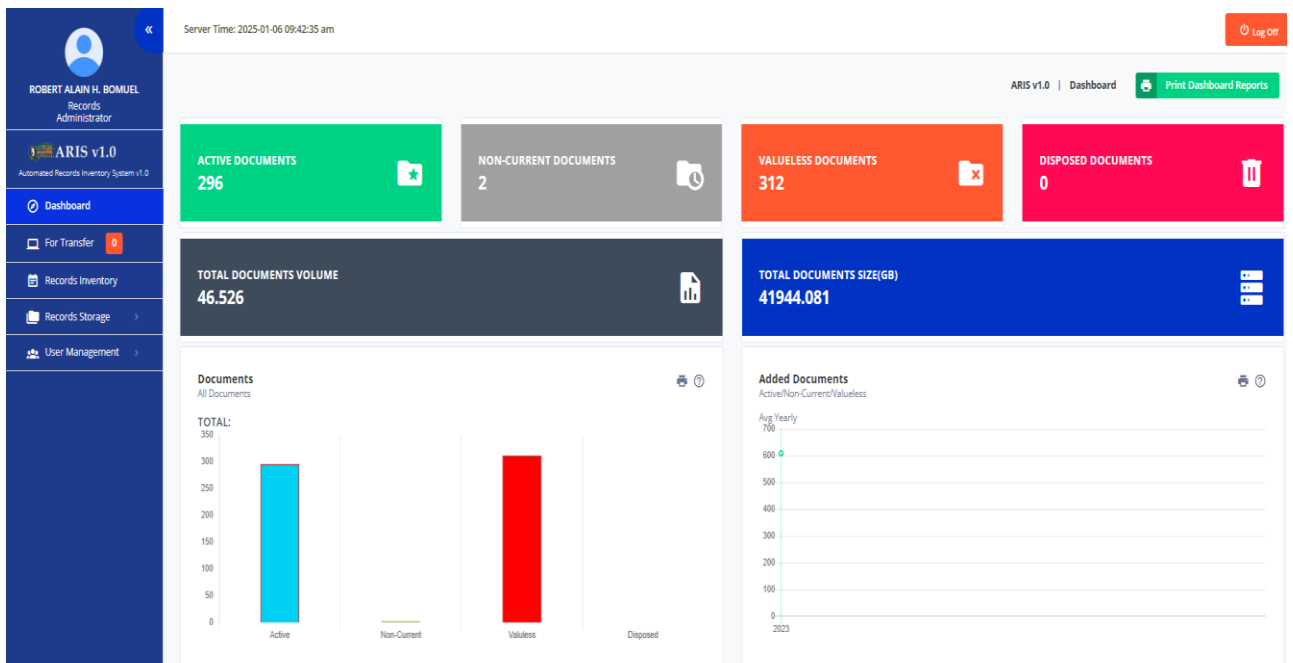 «
ROBERT ALAIN H. BOMUEL
Records
Administrator
ARIS v1.0
Automated Records Inventory System v1.0
Dashboard
For Transfer 0
Records Inventory
Records Storage >
User Management >
Server Time: 2025-01-06 09:42:35 am
Log Off
ARIS v1.0 | Dashboard
Print Dashboard Reports
ACTIVE DOCUMENTS
296
NON-CURRENT DOCUMENTS
2
VALUELESS DOCUMENTS
312
DISPOSED DOCUMENTS
0
TOTAL DOCUMENTS VOLUME
46.526
TOTAL DOCUMENTS SIZE(GB)
41944.081
Documents
All Documents
TOTAL:
350
300
250
200
150
100
50
0
Active Non-Current Valuless Disposed
Added Documents
Active/Non-Current/Valueless
Avg Yearly
700
600
500
400
300
200
100
0
2023